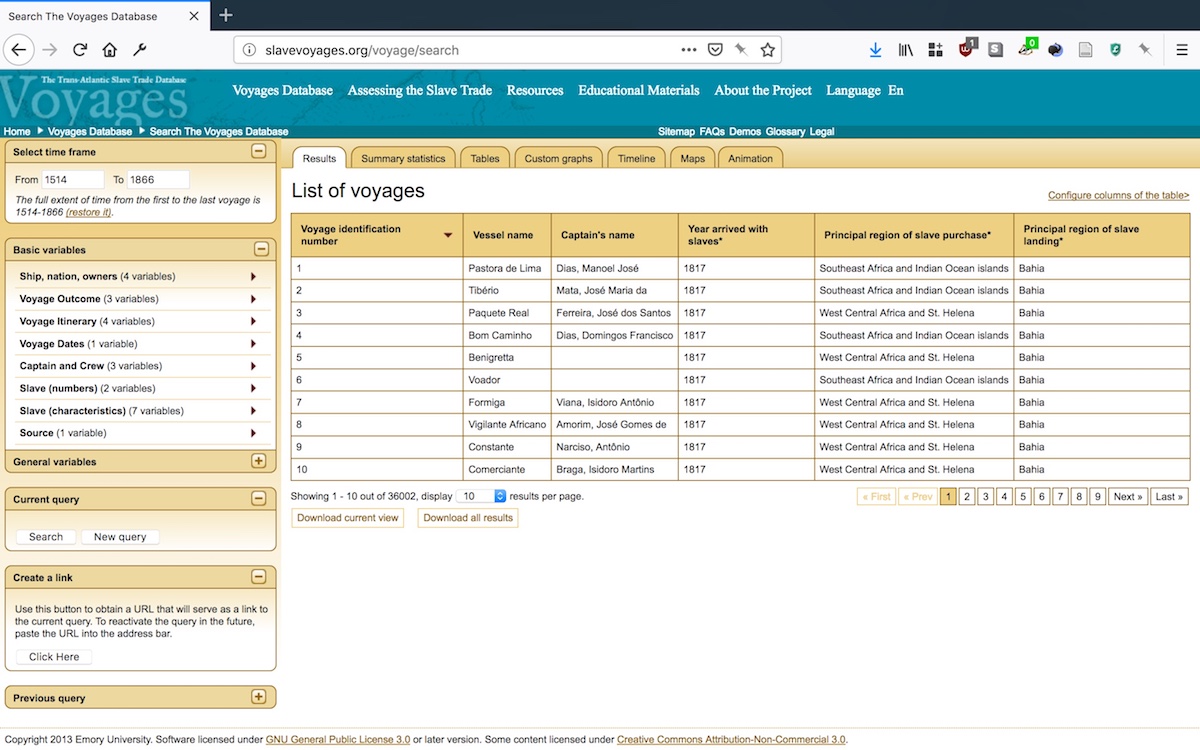 Search The Voyages Database
slavevoyages.org/voyage/search
1
0
The Trans-Atlantic Slave Trade Database
Voyages
Voyages Database Assessing the Slave Trade Resources Educational Materials About the Project Language En
Home Voyages Database Search The Voyages Database
Sitemap FAQs Demos Glossary Legal
Select time frame
From 1514 To 1866
The full extent of time from the first to the last voyage is
1514-1866 (restore it).
Basic variables
Ship, nation, owners (4 variables)
Voyage Outcome (3 variables)
Voyage Itinerary (4 variables)
Voyage Dates (1 variable)
Captain and Crew (3 variables)
Slave (numbers) (2 variables)
Slave (characteristics) (7 variables)
Source (1 variable)
General variables
Current query
Search New query
Create a link
Use this button to obtain a URL that will serve as a link to
the current query. To reactivate the query in the future,
paste the URL into the address bar.
Click Here
Previous query
Results Summary statistics Tables Custom graphs Timeline Maps Animation
List of voyages
Configure columns of the table>
Voyage identification number Vessel name Captain's name Year arrived with slaves* Principal region of slave purchase* Principal region of slave landing*
1 Pastora de Lima Dias, Manoel José 1817 Southeast Africa and Indian Ocean islands Bahia
2 Tibério Mata, José Maria da 1817 Southeast Africa and Indian Ocean islands Bahia
3 Paquete Real Ferreira, José dos Santos 1817 West Central Africa and St. Helena Bahia
4 Bom Caminho Dias, Domingos Francisco 1817 Southeast Africa and Indian Ocean islands Bahia
5 Benigretta 1817 West Central Africa and St. Helena Bahia
6 Voador 1817 Southeast Africa and Indian Ocean islands Bahia
7 Formiga Viana, Isidoro Antônio 1817 West Central Africa and St. Helena Bahia
8 Vigilante Africano Amorim, José Gomes de 1817 West Central Africa and St. Helena Bahia
9 Constante Narciso, Antônio 1817 West Central Africa and St. Helena Bahia
10 Comerciante Braga, Isidoro Martins 1817 West Central Africa and St. Helena Bahia
Showing 1 - 10 out of 36002, display 10 results per page.
« First « Prev 1 2 3 4 5 6 7 8 9 Next » Last »
Download current view Download all results
Copyright 2013 Emory University. Software licensed under GNU General Public License 3.0 or later version. Some content licensed under Creative Commons Attribution-Non-Commercial 3.0.